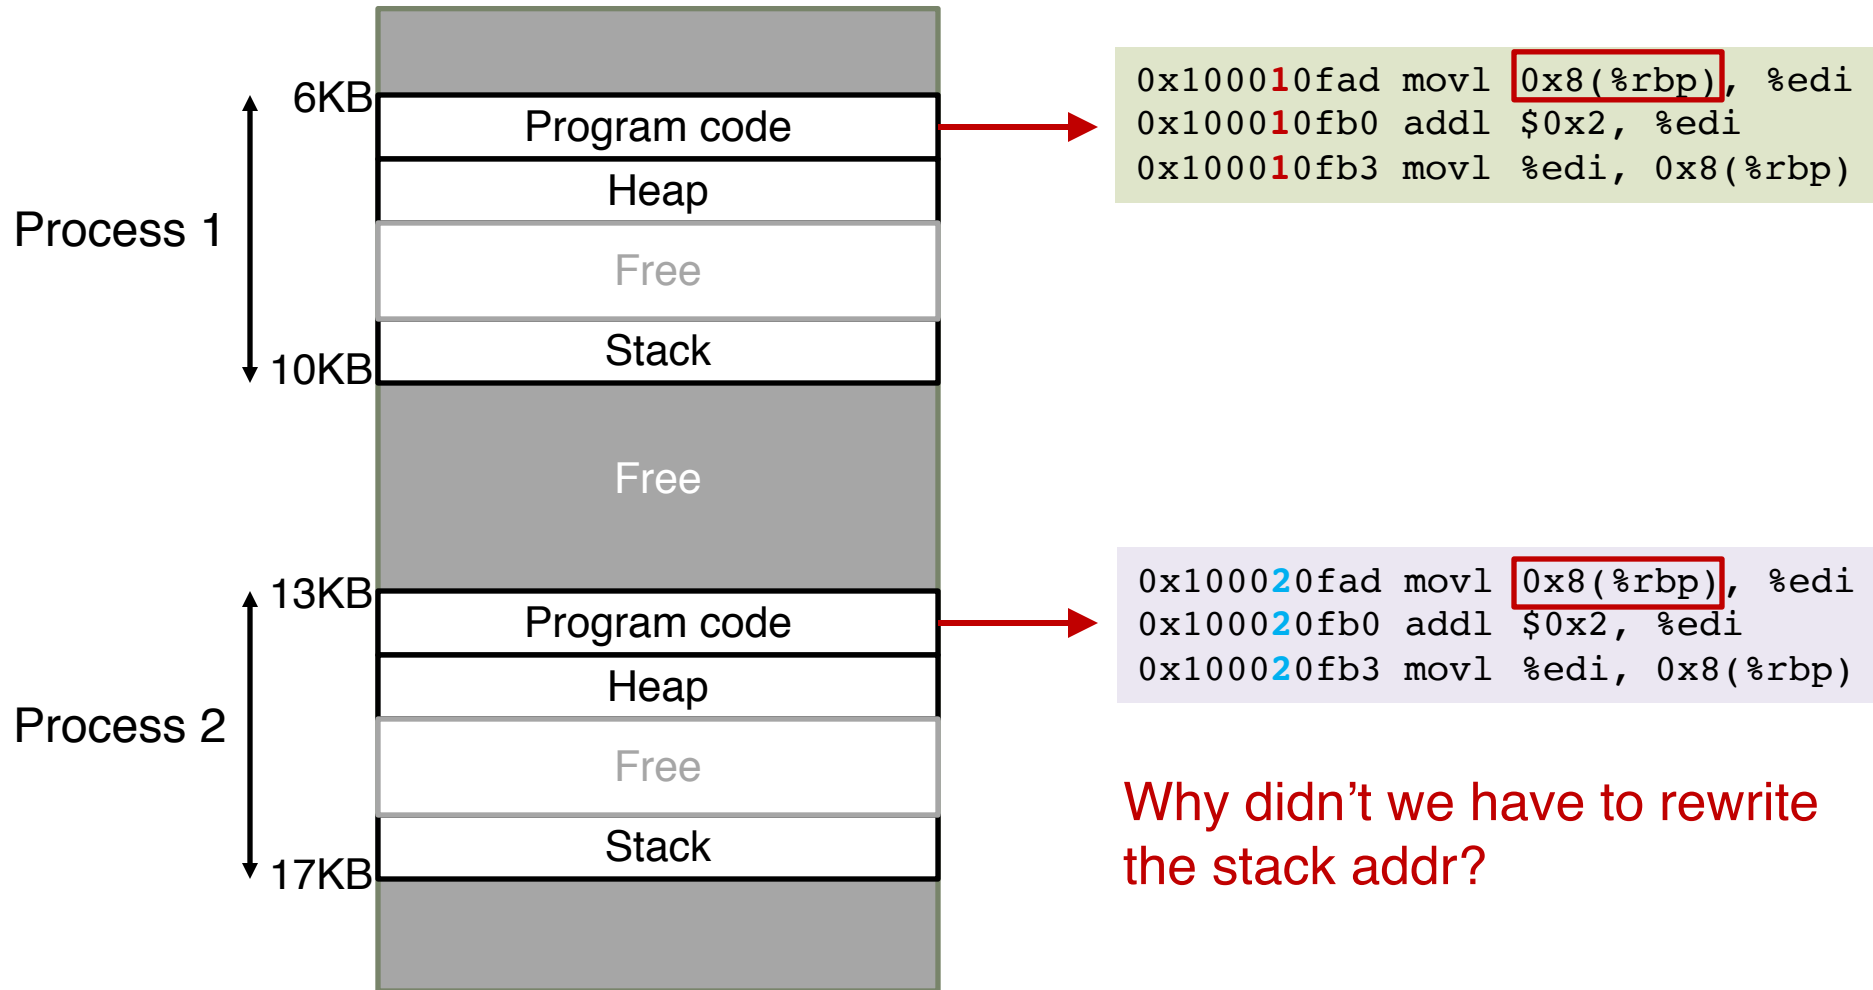 6KB
Program code
Heap
Process 1
Free
Stack
10KB
Free
13KB
Program code
Heap
Process 2
Free
Stack
17KB
0x100010fad movl 0x8(%rbp), %edi
0x100010fb0 addl $0x2, %edi
0x100010fb3 movl %edi, 0x8(%rbp)
0x100020fad movl 0x8(%rbp), %edi
0x100020fb0 addl $0x2, %edi
0x100020fb3 movl %edi, 0x8(%rbp)
Why didn’t we have to rewrite
the stack addr?